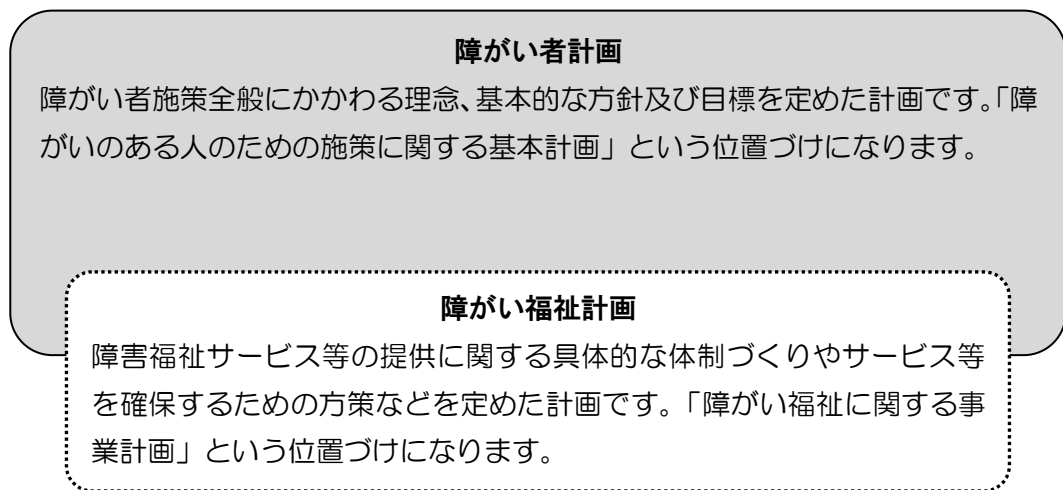 障がい者計画
障がい者施策全般にかかわる理念、基本的な方針及び目標を定めた計画です。「障
がいのある人のための施策に関する基本計画」という位置づけになります。
障がい福祉計画
障害福祉サービス等の提供に関する具体的な体制づくりやサービス等
を確保するための方策などを定めた計画です。「障がい福祉に関する事
業計画」という位置づけになります。